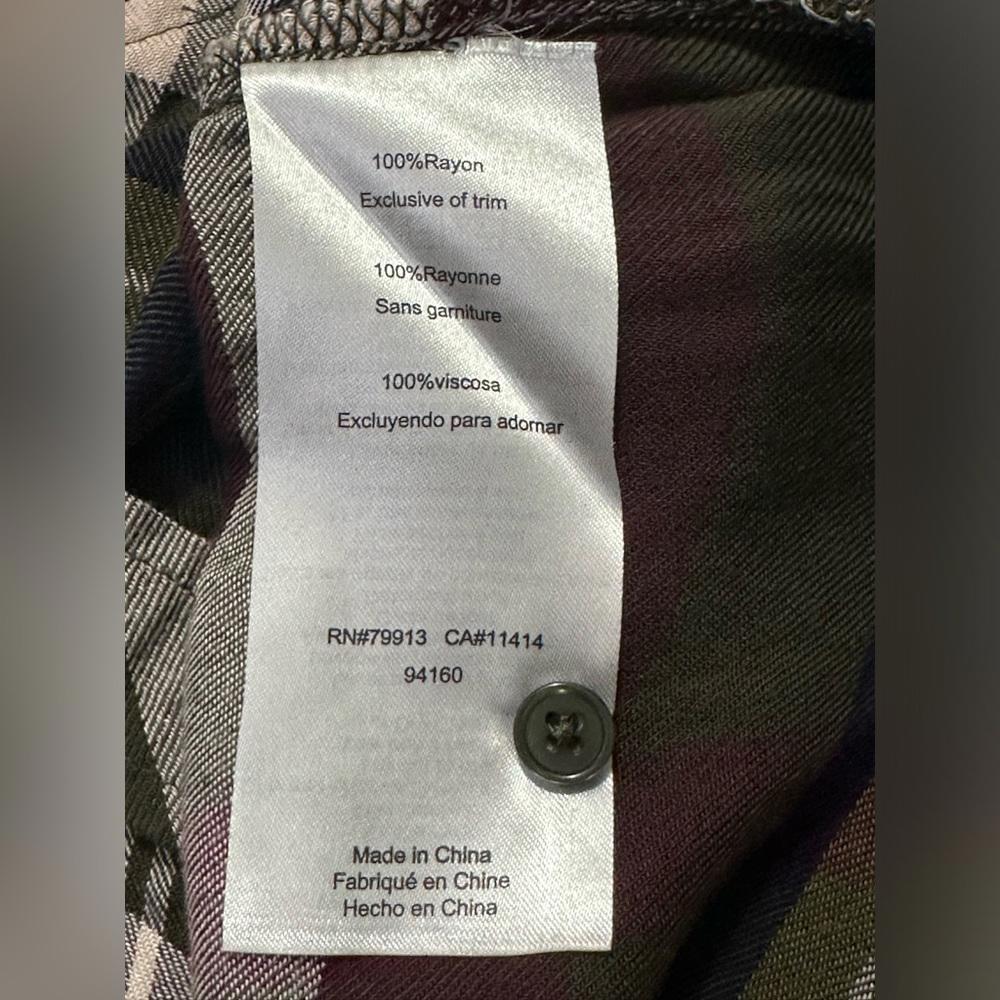 100%Rayon
Exclusive of trim
100%Rayonne
Sans garniture
100%viscosa
Excluyendo para adornar
RN#79913 CA#11414
94160
Made in China
Fabriqué en Chine
Hecho en China